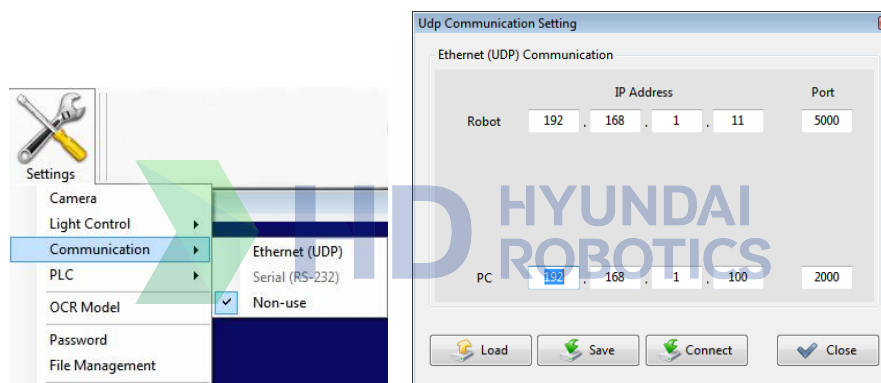 Settings
Camera
Light Control
Communication
PLC
OCR Model
Password
File Management
Ethernet (UDP)
Serial (RS-232)
Non-use
Udp Communication Setting
Ethernet (UDP) Communication
IP Address Port
Robot 192 . 168 . 1 . 11 5000
PC 192 . 168 . 1 . 100 2000
Load Save Connect Close
HD HYUNDAI
ROBOTICS